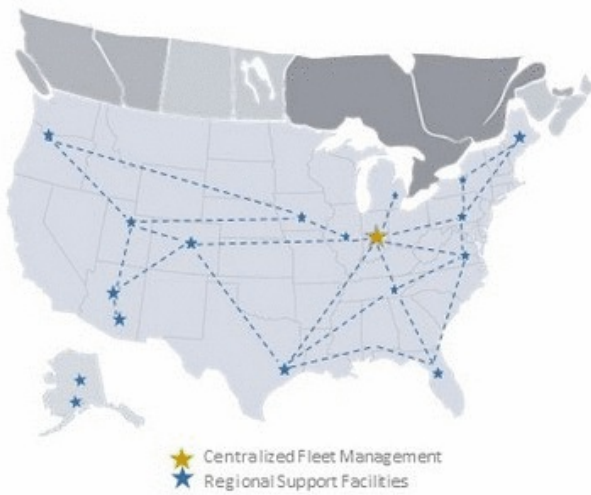 Centralized Fleet Management
Regional Support Facilities